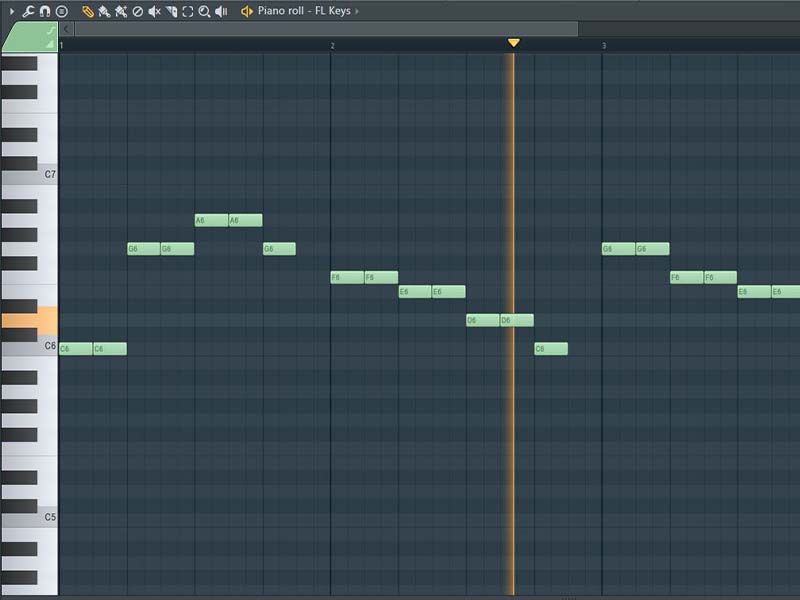 Piano roll - FL Keys
1 2 3
C7
A6 A6
G6 G6 G6 G6 G6
F6 F6 F6 F6
E6 E6 E6 E6
D6 D6
C6 C6 C6 C6
C5